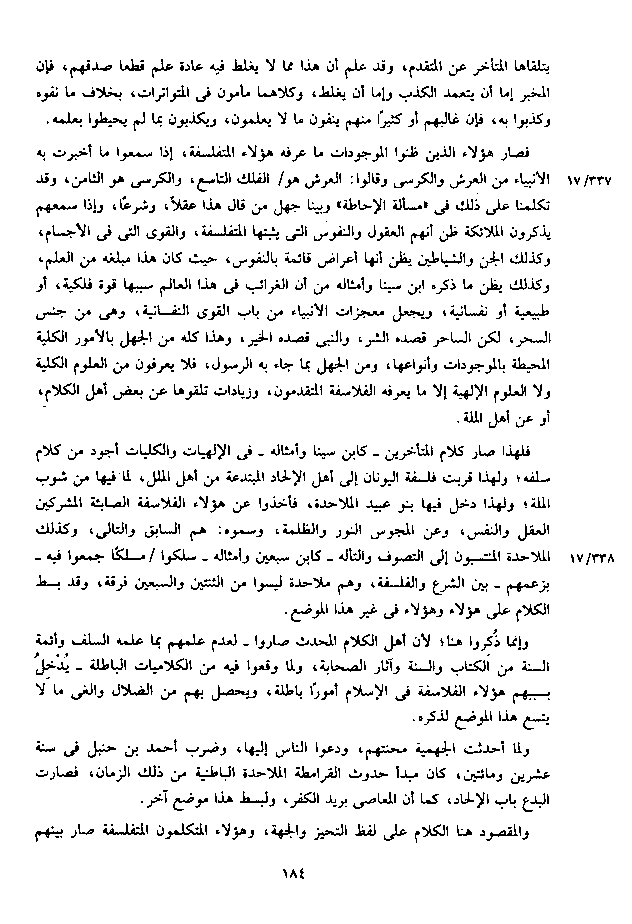 يتلقاها المتأخر عن المتقدم، وقد علم أن هذا مما لا يغلط فيه عادة علم قطعا صدقهم، فإن
المخبر إما أن يتعمد الكذب وإما أن يغلط، وكلاهما مأمون فى المتواترات، بخلاف ما نفوه
وكذبوا به، فإن غالبهم أو كثيرًا منهم ينفون ما لا يعلمون، ويكذبون بما لم يحيطوا بعلمه.
فصار هؤلاء الذين ظنوا الموجودات ما عرفه هؤلاء المتفلسفة، إذا سمعوا ما أخبرت به
١٧/٣٣٧ الأنبياء من العرش والكرسى وقالوا: العرش هو/ الفلك التاسع، والكرسى هو الثامن، وقد
تكلمنا على ذلك فى «مسألة الإحاطة» وبينا جهل من قال هذا عقلاً، وشرعًا، وإذا سمعهم
يذكرون الملائكة ظن أنهم العقول والنفوس التى يثبتها المتفلسفة، والقوى التى فى الأجسام،
وكذلك الجن والشياطين يظن أنها أعراض قائمة بالنفوس، حيث كان هذا مبلغه من العلم،
وكذلك يظن ما ذكره ابن سينا وأمثاله من أن الغرائب فى هذا العالم سببها قوة فلكية، أو
طبيعية أو نفسانية، ويجعل معجزات الأنبياء من باب القوى النفسانية، وهى من جنس
السحر، لكن الساحر قصده الشر، والنبى قصده الخير، وهذا كله من الجهل بالأمور الكلية
المحيطة بالموجودات وأنواعها، ومن الجهل بما جاء به الرسول، فلا يعرفون من العلوم الكلية
ولا العلوم الإلهية إلا ما يعرفه الفلاسفة المتقدمون، وزيادات تلقوها عن بعض أهل الكلام،
أو عن أهل الملة.
فلهذا صار كلام المتأخرين ـ كابن سينا وأمثاله ـ فى الإلهيات والكليات أجود من كلام
سلفه؛ ولهذا قربت فلسفة اليونان إلى أهل الإلحاد المبتدعة من أهل الملل، لما فيها من شوب
الملة؛ ولهذا دخل فيها بنو عبيد الملاحدة، فأخذوا عن هؤلاء الفلاسفة الصابئة المشركين
العقل والنفس، وعن المجوس النور والظلمة، وسموه: هم السابق والتالى، وكذلك
١٧/٣٣٨ الملاحدة المنتسبون إلى التصوف والتأله ـ كابن سبعين وأمثاله ـ سلكوا /مسلكًا جمعوا فيه ـ
بزعمهم ـ بين الشرع والفلسفة، وهم ملاحدة ليسوا من الثنتين والسبعين فرقة، وقد بسط
الكلام على هؤلاء وهؤلاء فى غير هذا الموضع.
وإنما ذُكروا هنا؛ لأن أهل الكلام المحدث صاروا ـ لعدم علمهم بما علمه السلف وأئمة
السنة من الكتاب والسنة وآثار الصحابة، ولما وقعوا فيه من الكلاميات الباطلة ـ يُدْخِلُ
بسببهم هؤلاء الفلاسفة فى الإسلام أمورًا باطلة، ويحصل بهم من الضلال والغى ما لا
يتسع هذا الموضع لذكره.
ولما أحدثت الجهمية محنتهم، ودعوا الناس إليها، وضرب أحمد بن حنبل فى سنة
عشرين ومائتين، كان مبدأ حدوث القرامطة الملاحدة الباطنية من ذلك الزمان، فصارت
البدع باب الإلحاد، كما أن المعاصى بريد الكفر، ولبسط هذا موضع آخر.
والمقصود هنا الكلام على لفظ التحيز والجهة، وهؤلاء المتكلمون المتفلسفة صار بينهم
١٨٤